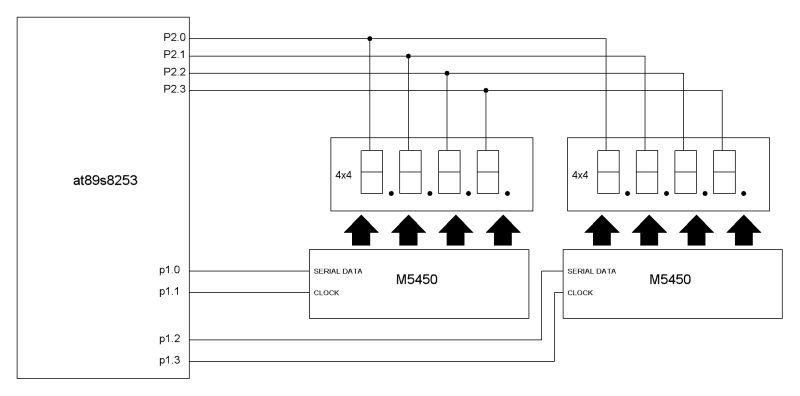 P2.0
P2.1
P2.2
P2.3
at89s8253
4x4
4x4
p1.0
p1.1
p1.2
p1.3
SERIAL DATA
M5450
CLOCK
SERIAL DATA
M5450
CLOCK